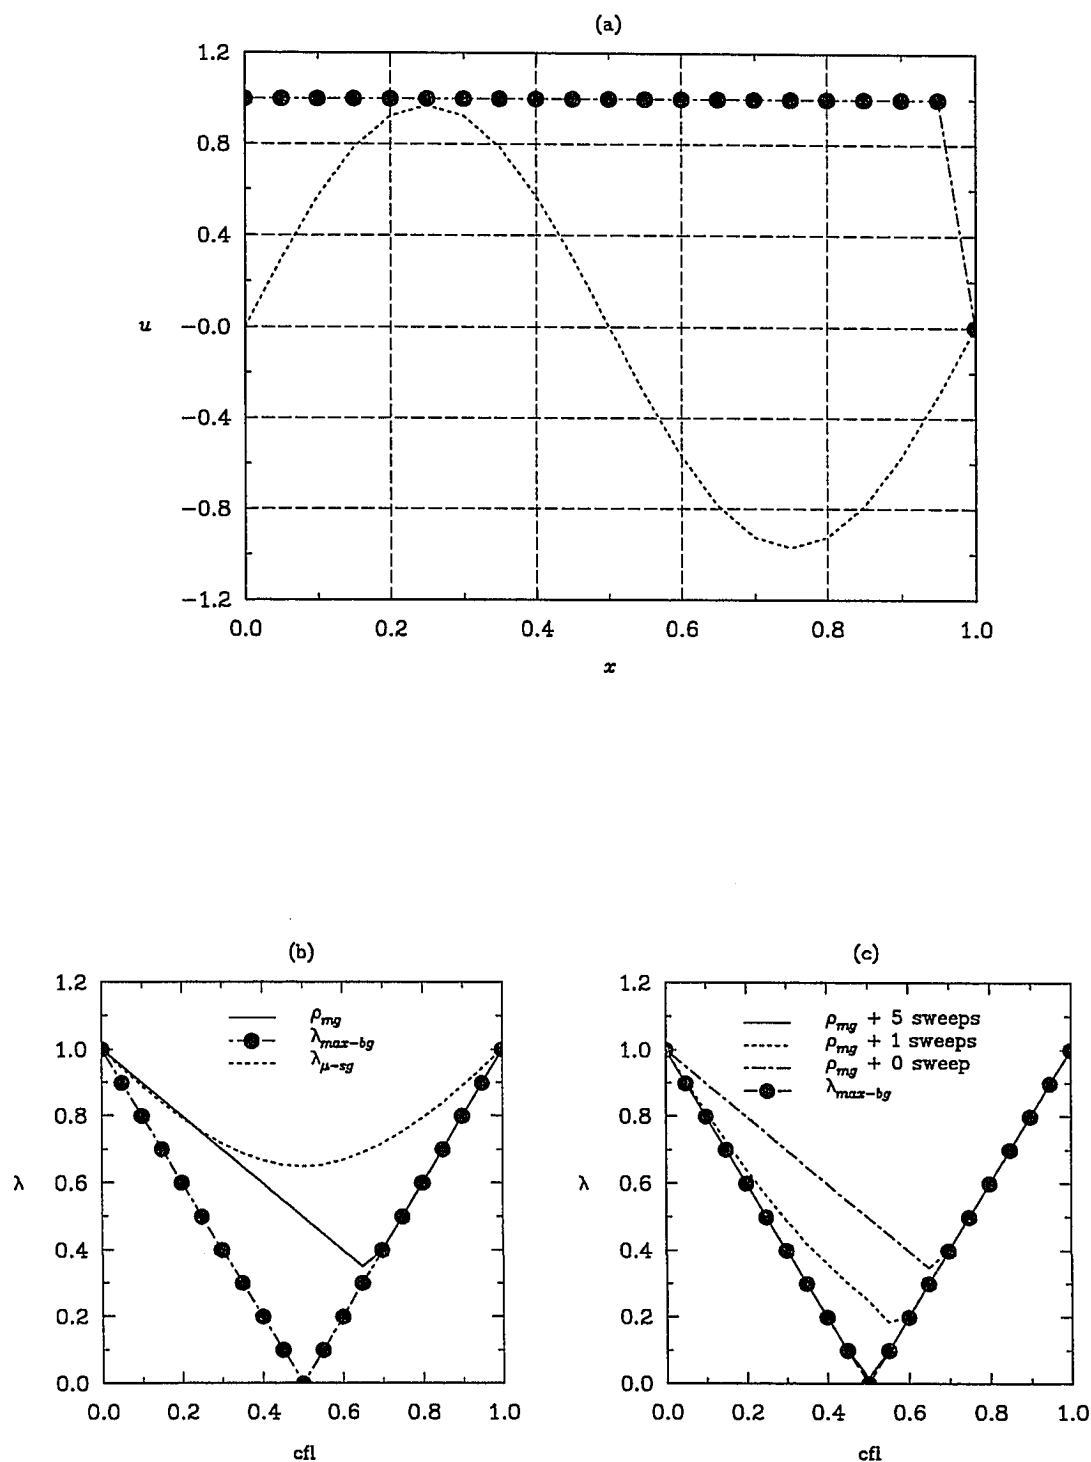 (a)
1.2
0.8
0.4
u
−0.0
−0.4
−0.8
−1.2
0.0 0.2 0.4 0.6 0.8 1.0
x
(b)
1.2
1.0
0.8
λ
0.6
0.4
0.2
0.0
ρmg
λmax−bg
λμ−sg
0.0 0.2 0.4 0.6 0.8 1.0
cfl
(c)
1.2
1.0
0.8
λ
0.6
0.4
0.2
0.0
ρmg + 5 sweeps
ρmg + 1 sweeps
ρmg + 0 sweep
λmax−bg
0.0 0.2 0.4 0.6 0.8 1.0
cfl